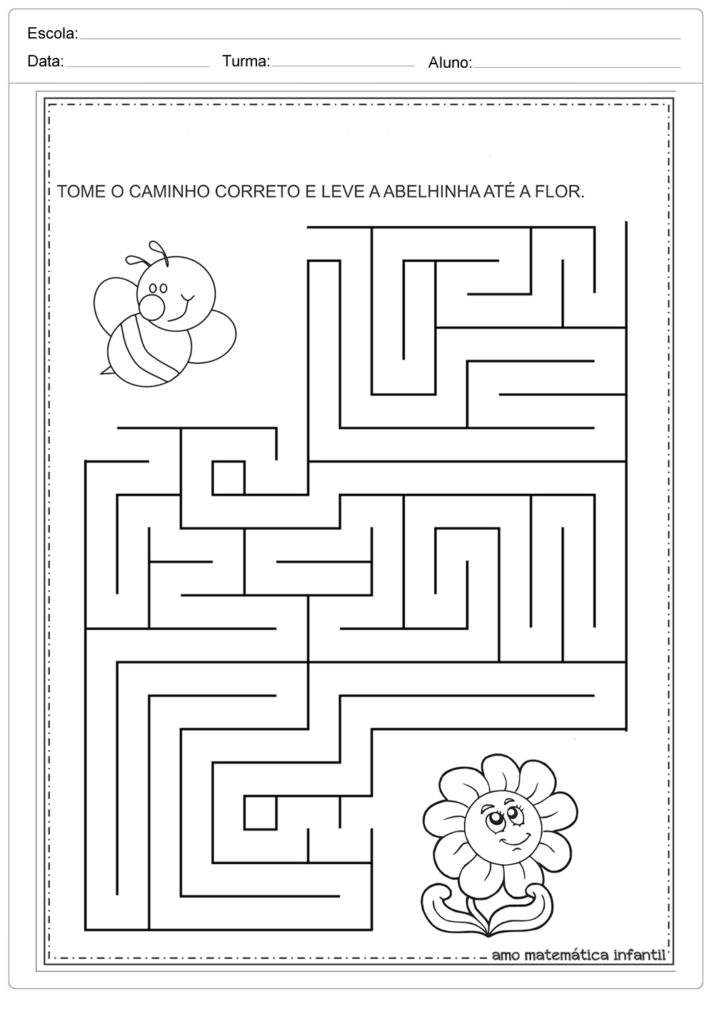 Escola:
Data: Turma: Aluno:
TOME O CAMINHO CORRETO E LEVE A ABELHINHA ATÉ A FLOR.
amo matemática infantil